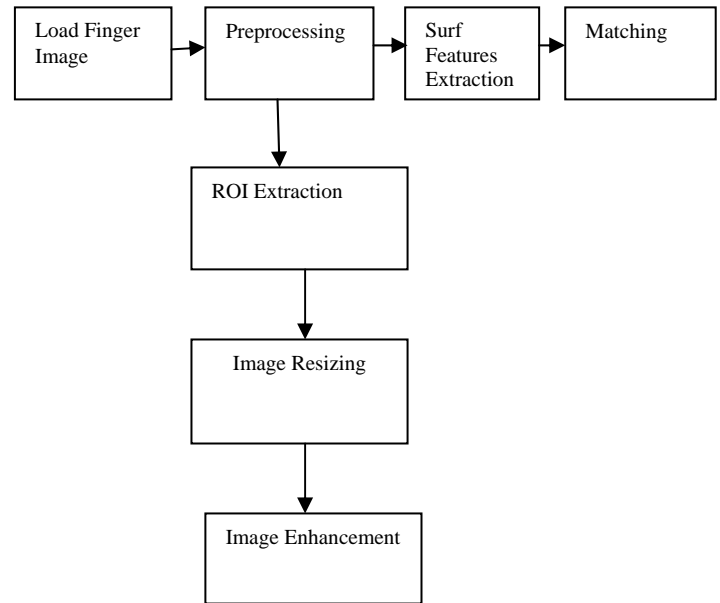 Load Finger
Image
Preprocessing
Surf
Features
Extraction
Matching
ROI Extraction
Image Resizing
Image Enhancement